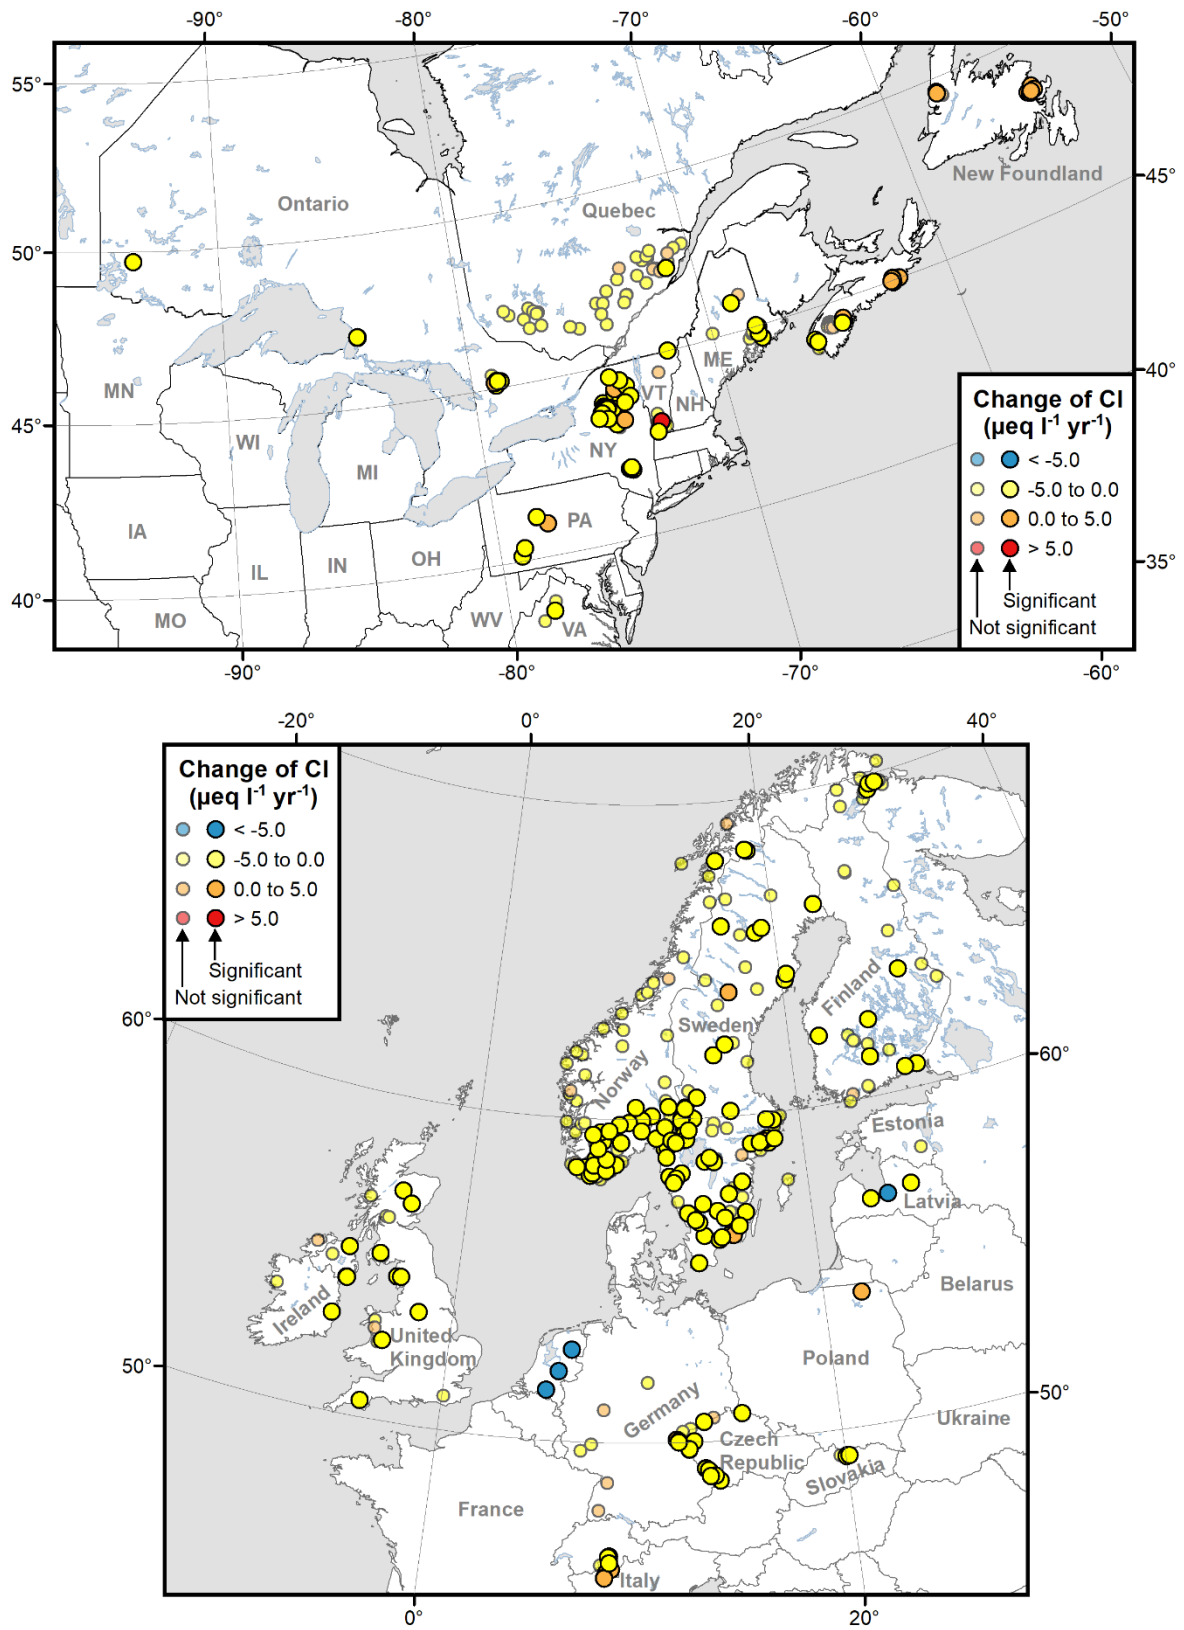 -90°
-80°
-70°
-60°
-50°
55°
45°
New Foundland
Ontario
Quebec
50°
40°
ME
MN
VT
NH
WI
NY
MI
45°
PA
IA
OH
IN
IL
35°
40°
MO
WV
VA
Change of Cl
(µeq l⁻¹ yr⁻¹)
< -5.0
-5.0 to 0.0
0.0 to 5.0
> 5.0
Significant
Not significant
-90°
-80°
-70°
-60°
-20°
0°
20°
40°
Change of Cl
(µeq l⁻¹ yr⁻¹)
< -5.0
-5.0 to 0.0
0.0 to 5.0
> 5.0
Significant
Not significant
Finland
60°
Sweden
60°
Norway
Estonia
Latvia
Belarus
Ireland
United
Kingdom
50°
Poland
50°
Germany
Ukraine
Czech
Republic
Slovakia
France
Italy
0°
20°